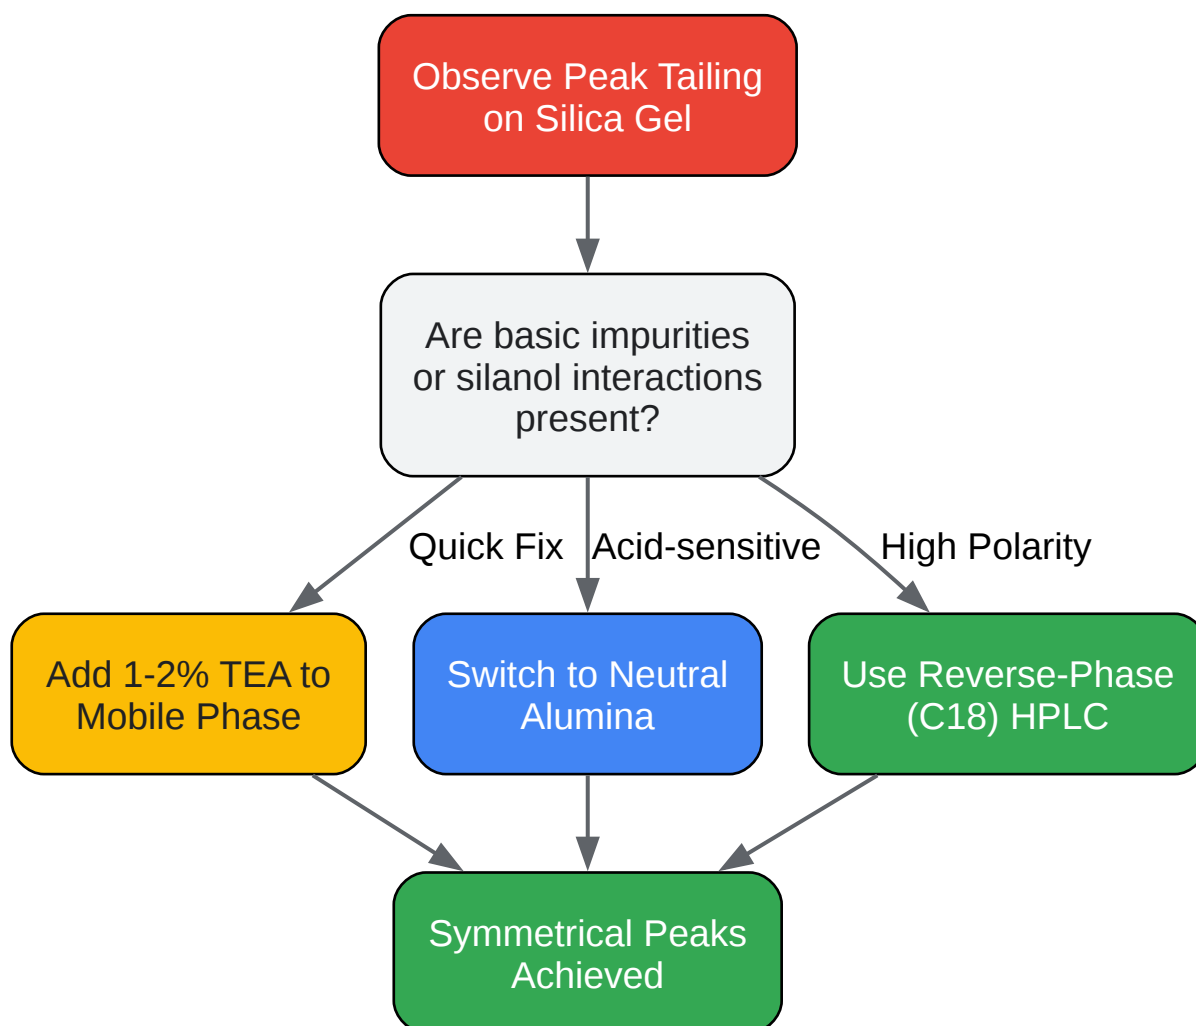 Observe Peak Tailing
on Silica Gel
Are basic impurities
or silanol interactions
present?
Quick Fix
Acid-sensitive
High Polarity
Add 1-2% TEA to
Mobile Phase
Switch to Neutral
Alumina
Use Reverse-Phase
(C18) HPLC
Symmetrical Peaks
Achieved